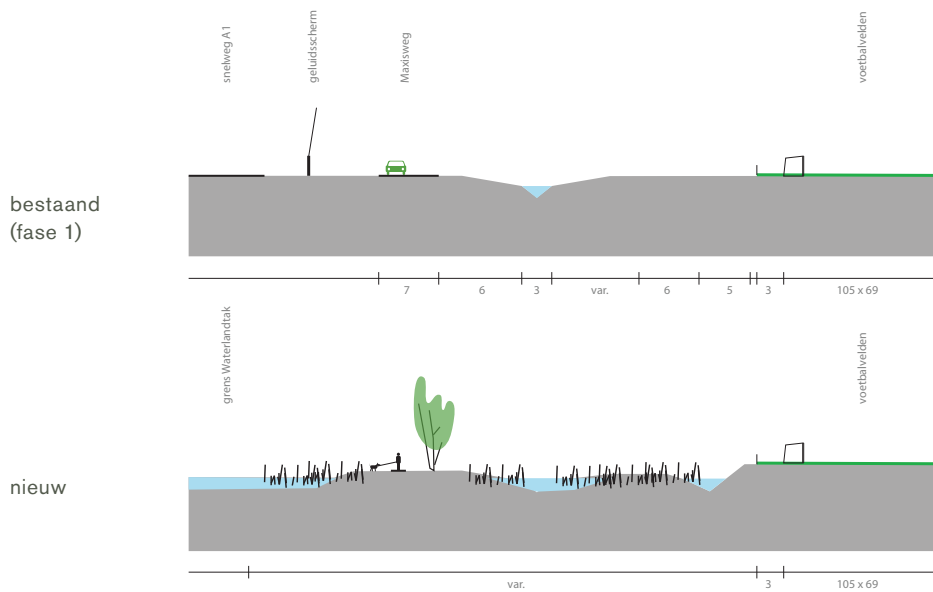 snelweg A1
geluidsscherm
Maxisweg
voetbalvelden
bestaand
(fase 1)
7 6 3 var. 6 5 3 105 x 69
grens Waterlandtak
voetbalvelden
nieuw
var. 3 105 x 69